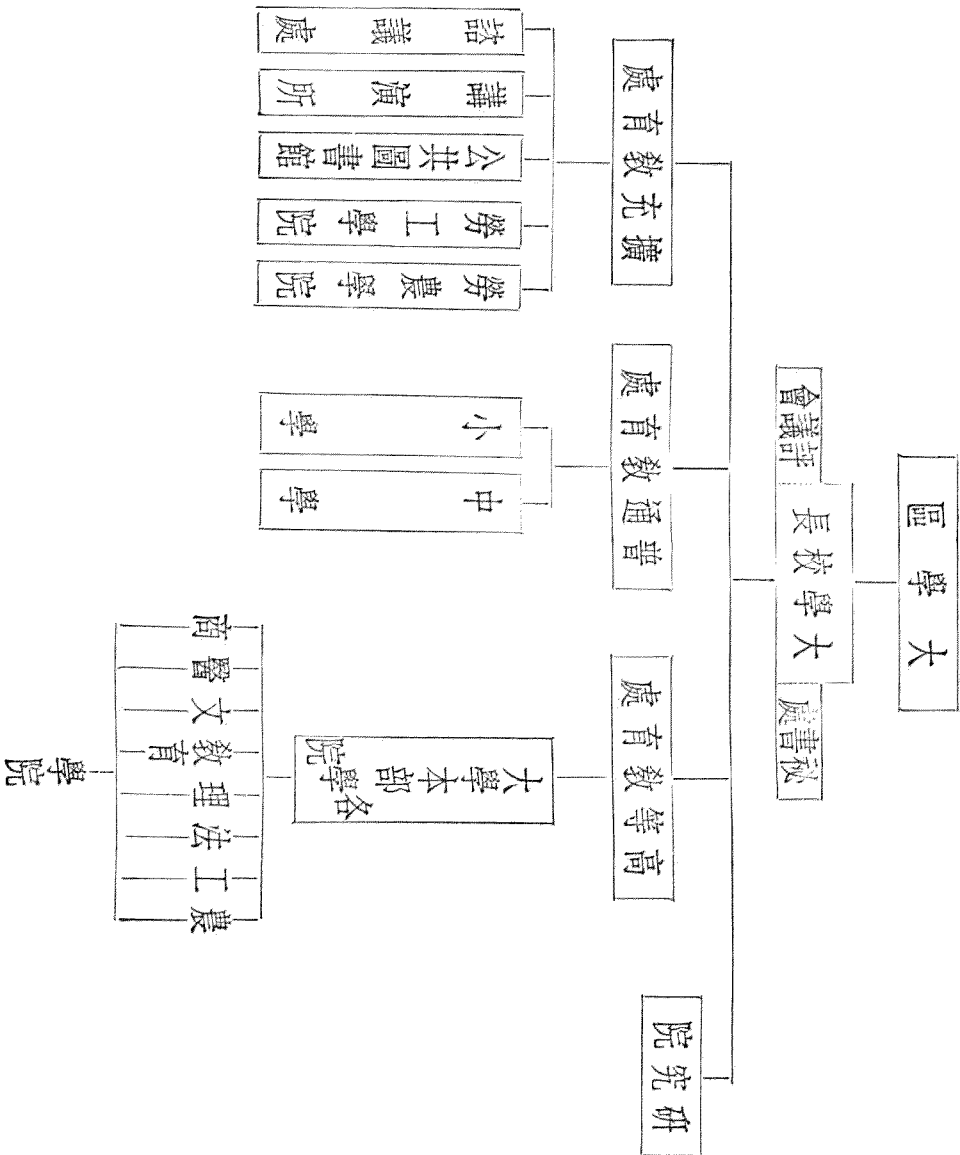 大學區
秘書處
大學校長
評議會
研究院
高等教育處
普通教育處
擴充教育處
大學本部
各學院
中學
小學
勞農學院
勞工學院
公共圖書館
講演所
諮議處
農
工
法
理
教育
文
醫
商
學院